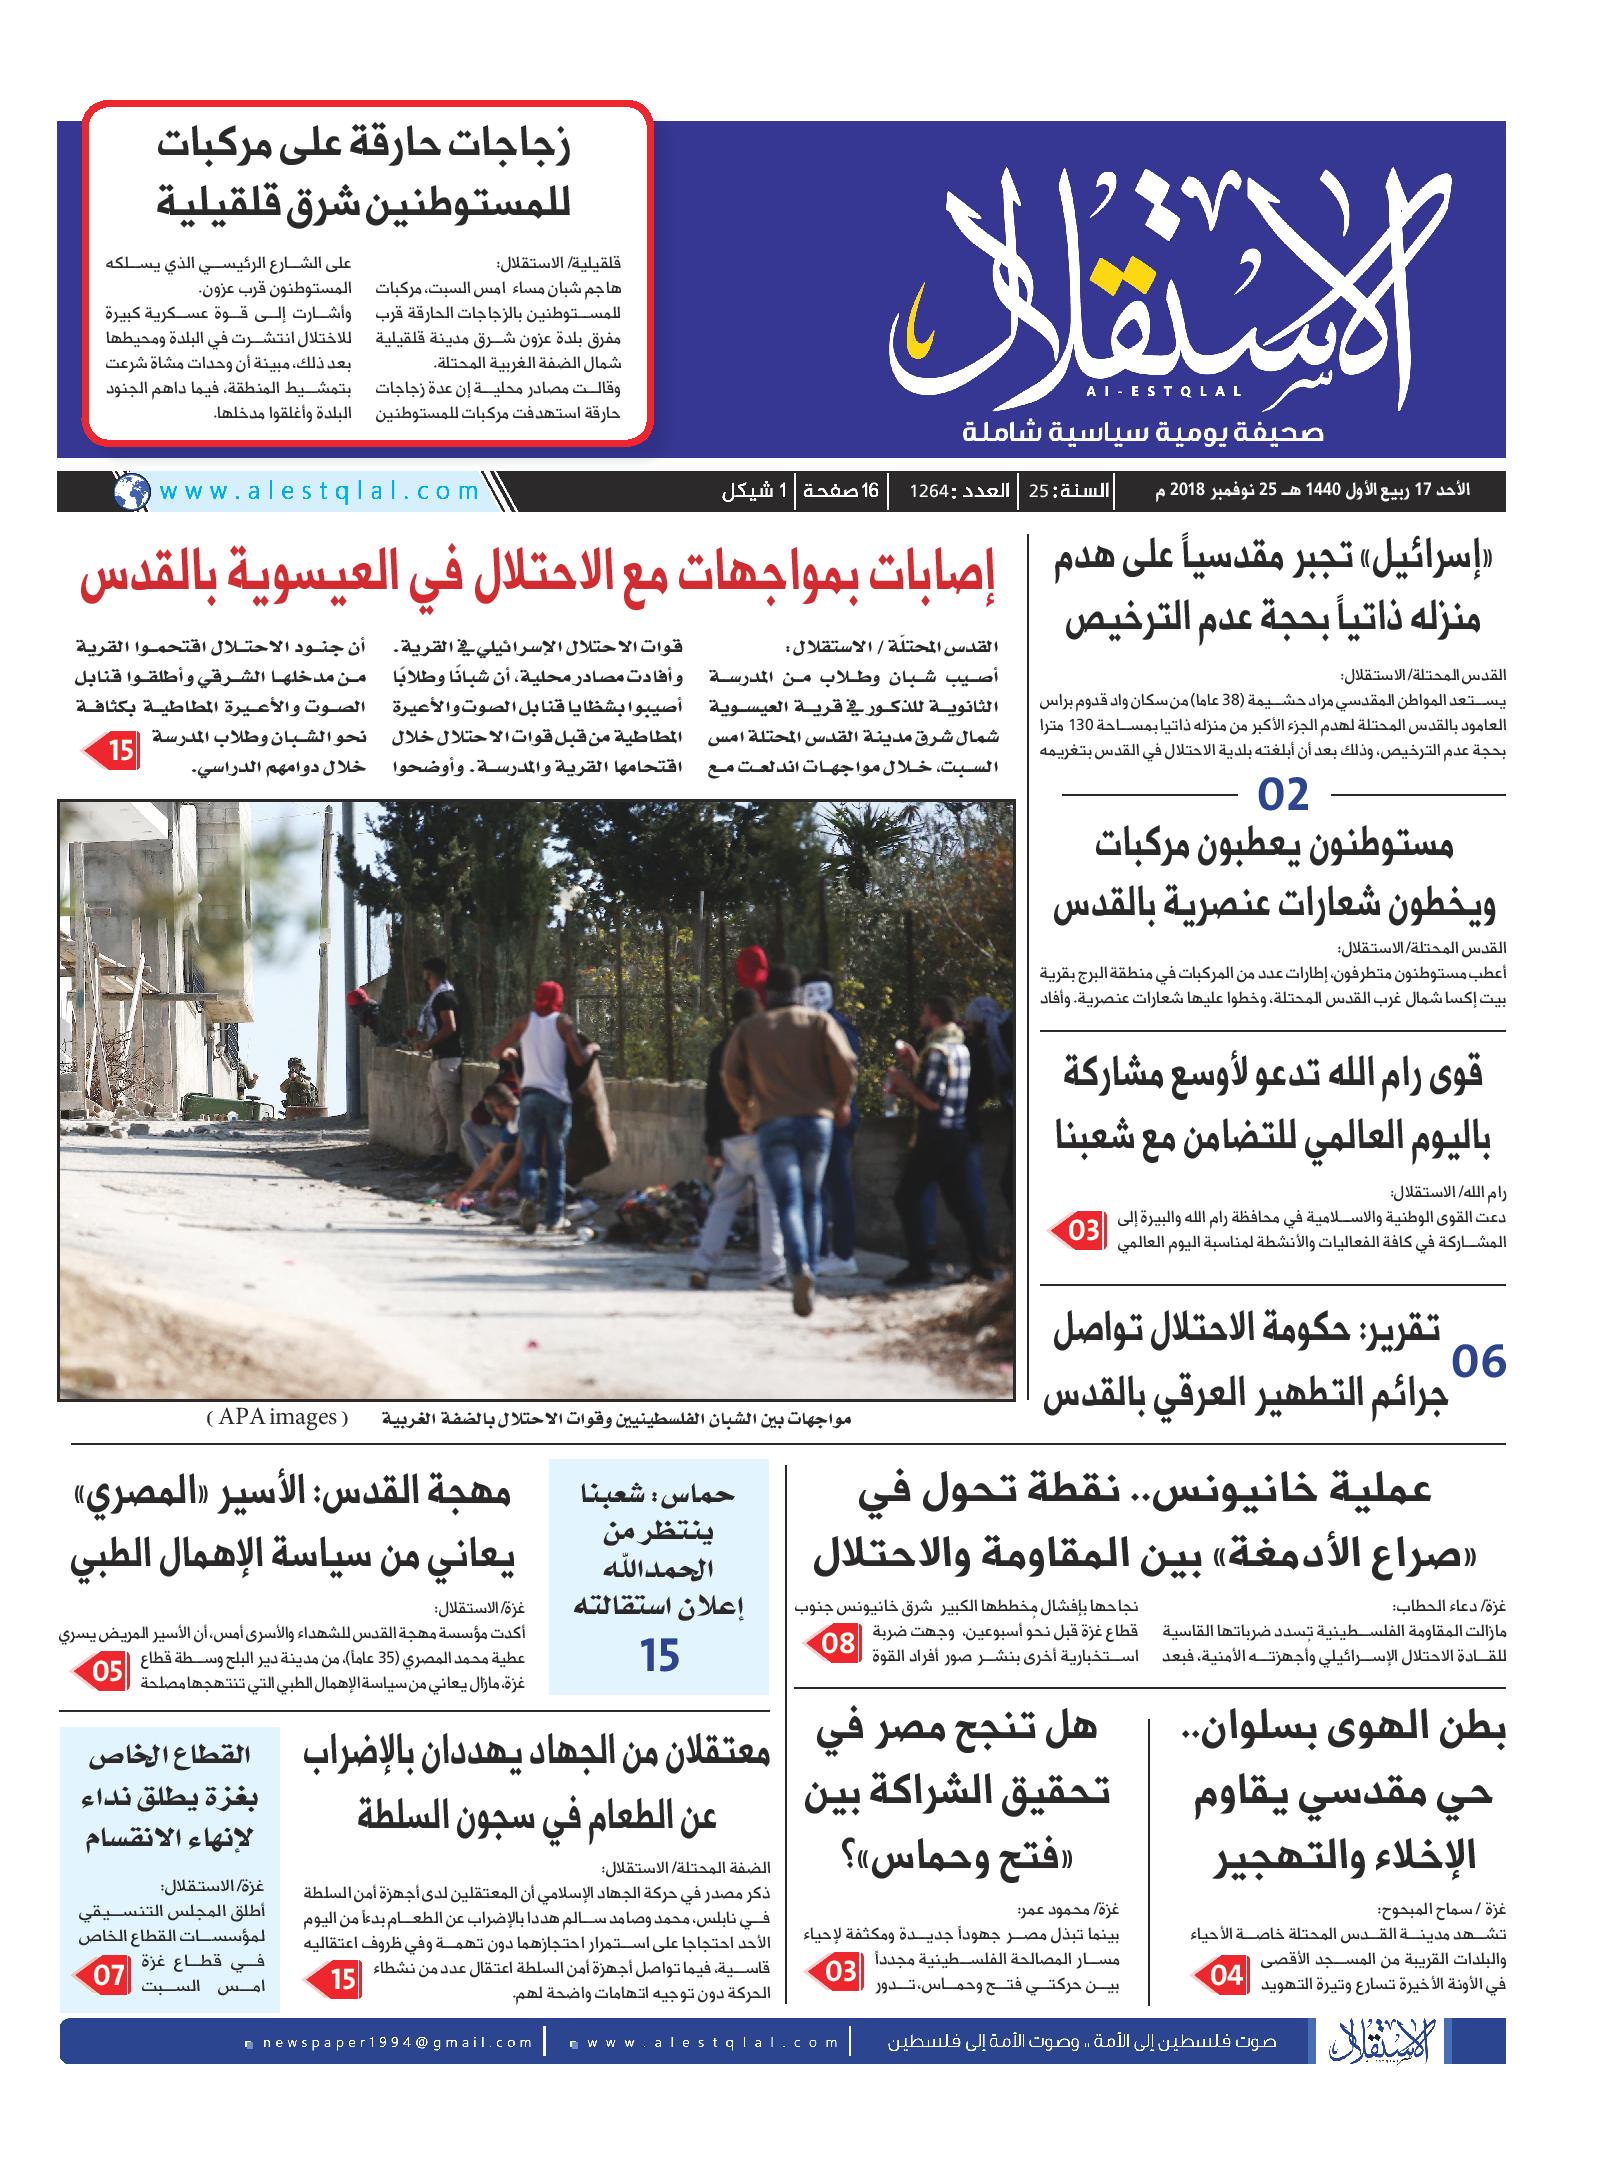 زجاجات حارقة على مركبات
للمستوطنين شرق قلقيلية
قلقيلية/ الاستقلال:
هاجم شبان مساء امس السبت، مركبات
للمستوطنين بالزجاجات الحارقة قرب
مفرق بلدة عزون شرق مدينة قلقيلية
شمال الضفة الغربية المحتلة.
وقالت مصادر محلية إن عدة زجاجات
حارقة استهدفت مركبات للمستوطنين
على الشارع الرئيسي الذي يسلكه
المستوطنون قرب عزون.
وأشارت إلى قوة عسكرية كبيرة
للاختلال انتشرت في البلدة ومحيطها
بعد ذلك، مبينة أن وحدات مشاة شرعت
بتمشيط المنطقة، فيما داهم الجنود
البلدة وأغلقوا مدخلها.
الاستقلال
Al-ESTQLAL
صحيفة يومية سياسية شاملة
الأحد 17 ربيع الأول 1440 هـ 25 نوفمبر 2018 م
السنة: 25
العدد: 1264
16 صفحة
1 شيكل
www.alestqlal.com
«إسرائيل» تجبر مقدسياً على هدم
منزله ذاتياً بحجة عدم الترخيص
القدس المحتلة/ الاستقلال:
يستعد المواطن المقدسي مراد حشيمة (38 عاما) من سكان واد قدوم براس
العامود بالقدس المحتلة لهدم الجزء الأكبر من منزله ذاتيا بمساحة 130 مترا
بحجة عدم الترخيص، وذلك بعد أن أبلغته بلدية الاحتلال في القدس بتغريمه
02
مستوطنون يعطبون مركبات
ويخطون شعارات عنصرية بالقدس
القدس المحتلة/ الاستقلال:
أعطب مستوطنون متطرفون، إطارات عدد من المركبات في منطقة البرج بقرية
بيت إكسا شمال غرب القدس المحتلة، وخطوا عليها شعارات عنصرية. وأفاد
قوى رام الله تدعو لأوسع مشاركة
باليوم العالمي للتضامن مع شعبنا
رام الله/ الاستقلال:
دعت القوى الوطنية والاسلامية في محافظة رام الله والبيرة إلى
المشاركة في كافة الفعاليات والأنشطة لمناسبة اليوم العالمي
03
تقرير: حكومة الاحتلال تواصل
جرائم التطهير العرقي بالقدس
06
إصابات بمواجهات مع الاحتلال في العيسوية بالقدس
القدس المحتلّة / الاستقلال:
أصيب شبان وطلاب من المدرسة
الثانوية للذكور في قرية العيسوية
شمال شرق مدينة القدس المحتلة امس
السبت، خلال مواجهات اندلعت مع
قوات الاحتلال الإسرائيلي في القرية.
وأفادت مصادر محلية، أن شبانًا وطلابًا
أصيبوا بشظايا قنابل الصوت والأعيرة
المطاطية من قبل قوات الاحتلال خلال
اقتحامها القرية والمدرسة. وأوضحوا
أن جنود الاحتلال اقتحموا القرية
من مدخلها الشرقي وأطلقوا قنابل
الصوت والأعيرة المطاطية بكثافة
نحو الشبان وطلاب المدرسة
خلال دوامهم الدراسي.
15
مواجهات بين الشبان الفلسطينيين وقوات الاحتلال بالضفة الغربية (APA images)
عملية خانيونس.. نقطة تحول في
«صراع الأدمغة» بين المقاومة والاحتلال
غزة/ دعاء الحطاب:
مازالت المقاومة الفلسطينية تسدد ضرباتها القاسية
للقادة الاحتلال الإسرائيلي وأجهزته الأمنية، فبعد
نجاحها بإفشال مخططها الكبير شرق خانيونس جنوب
قطاع غزة قبل نحو أسبوعين، وجهت ضربة
استخبارية أخرى بنشر صور أفراد القوة
08
حماس: شعبنا
ينتظر من
الحمدالله
إعلان استقالته
15
مهجة القدس: الأسير «المصري»
يعاني من سياسة الإهمال الطبي
غزة/ الاستقلال:
أكدت مؤسسة مهجة القدس للشهداء والأسرى أمس، أن الأسير المريض يسري
عطية محمد المصري (35 عاماً)، من مدينة دير البلح وسطة قطاع
غزة، مازال يعاني من سياسة الإهمال الطبي التي تنتهجها مصلحة
05
بطن الهوى بسلوان..
حي مقدسي يقاوم
الإخلاء والتهجير
غزة / سماح المبحوح:
تشهد مدينة القدس المحتلة خاصة الأحياء
والبلدات القريبة من المسجد الأقصى
في الأونة الأخيرة تسارع وتيرة التهويد
04
هل تنجح مصر في
تحقيق الشراكة بين
«فتح وحماس»؟
غزة/ محمود عمر:
بينما تبذل مصر جهوداً جديدة ومكثفة لإحياء
مسار المصالحة الفلسطينية مجدداً
بين حركتي فتح وحماس، تدور
03
معتقلان من الجهاد يهددان بالإضراب
عن الطعام في سجون السلطة
الضفة المحتلة/ الاستقلال:
ذكر مصدر في حركة الجهاد الإسلامي أن المعتقلين لدى أجهزة أمن السلطة
في نابلس، محمد وصامد سالم هددا بالإضراب عن الطعام بدءاً من اليوم
الأحد احتجاجا على استمرار احتجازهما دون تهمة وفي ظروف اعتقاليه
قاسية، فيما تواصل أجهزة أمن السلطة اعتقال عدد من نشطاء
الحركة دون توجيه اتهامات واضحة لهم.
15
القطاع الخاص
بغزة يطلق نداء
لإنهاء الانقسام
غزة/ الاستقلال:
أطلق المجلس التنسيقي
لمؤسسات القطاع الخاص
في قطاع غزة
امس السبت
07
الاستقلال
صوت فلسطين إلى الأمة .. وصوت الأمة إلى فلسطين
www.alestqlal.com
newspaper1994@gmail.com